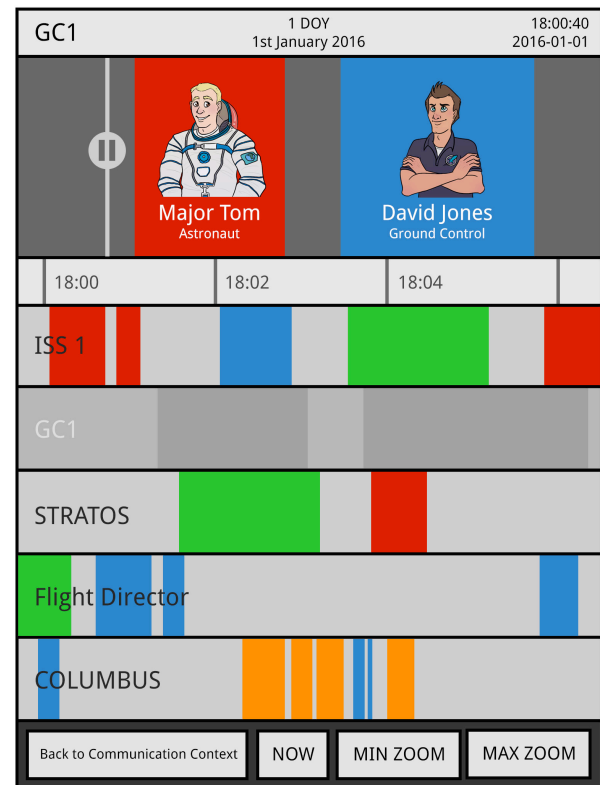 GC1
1 DOY
1st January 2016
18:00:40
2016-01-01
Major Tom
Astronaut
David Jones
Ground Control
18:00 18:02 18:04
ISS 1
GC1
STRATOS
Flight Director
COLUMBUS
Back to Communication Context NOW MIN ZOOM MAX ZOOM